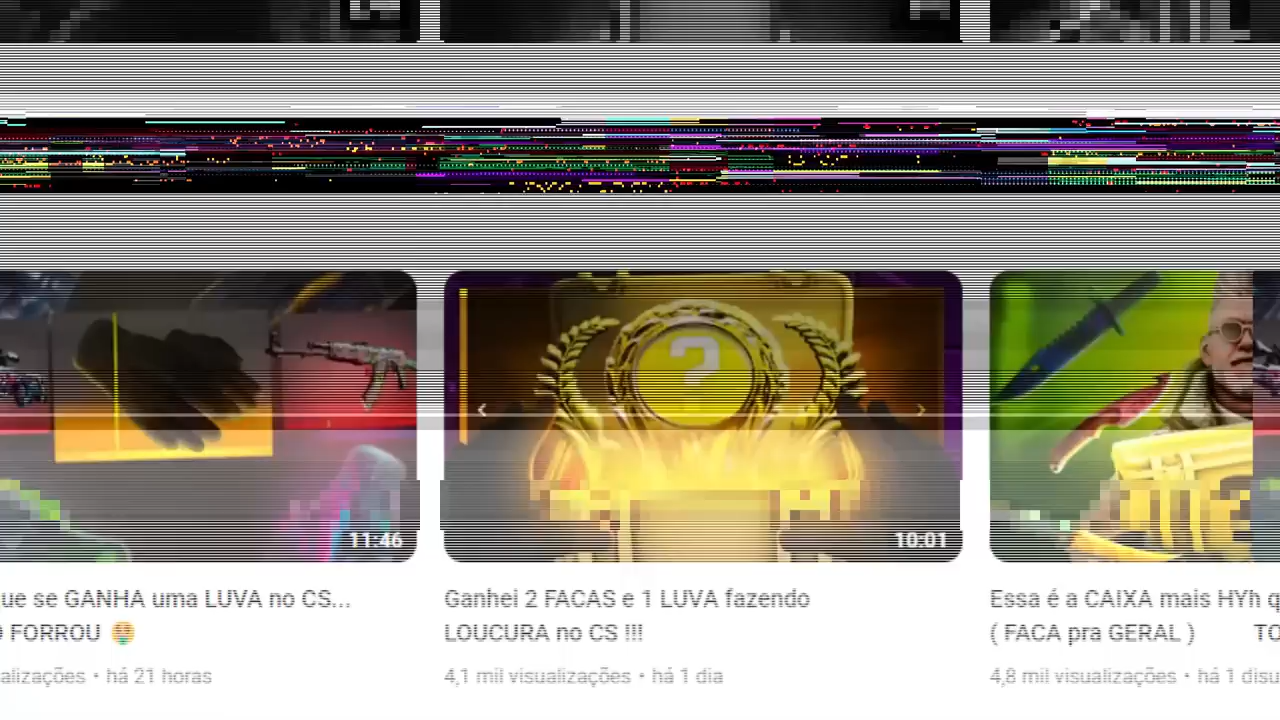 ?
11:46
10:01
ue se GANHA uma LUVA no CS...
FORROU 🤑
alizações • há 21 horas
Ganhei 2 FACAS e 1 LUVA fazendo
LOUCURA no CS !!!
4,1 mil visualizações • há 1 dia
Essa é a CAIXA mais
( FACA pra GERAL )
4,8 mil visualizações • há 1